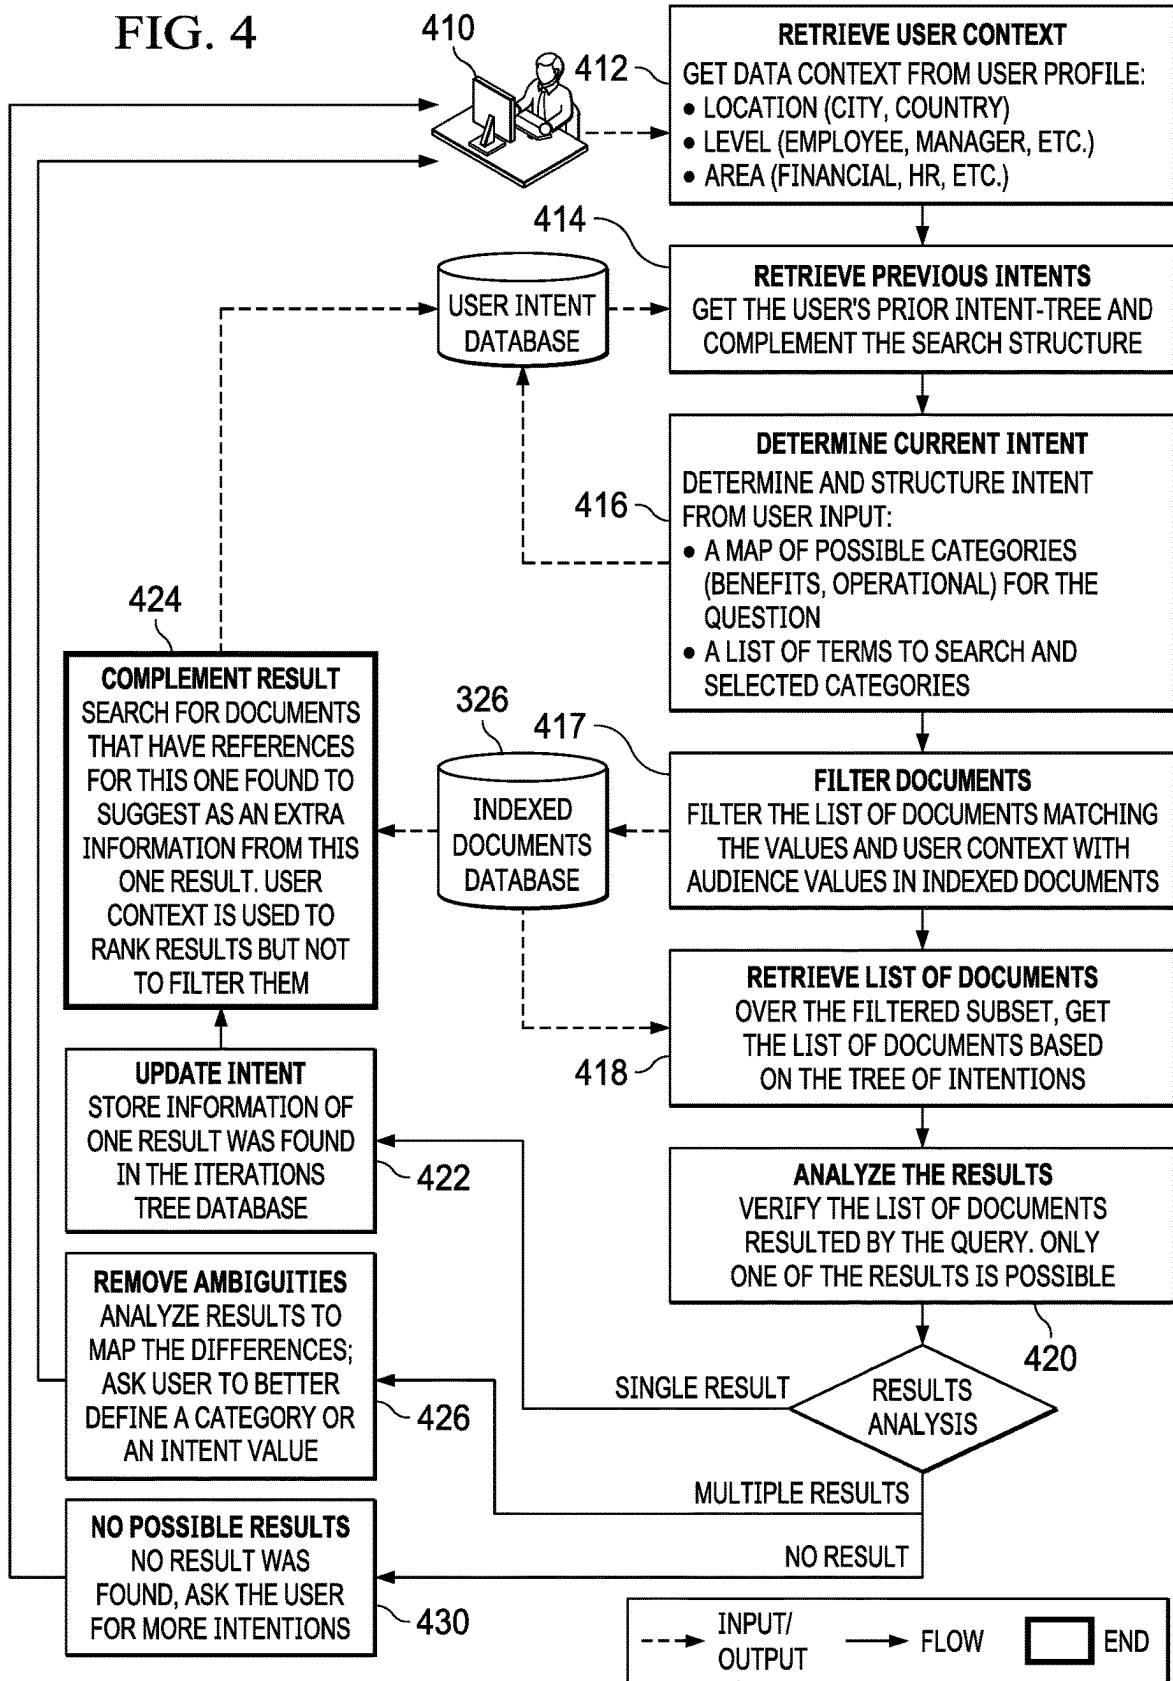 FIG. 4
410
412
RETRIEVE USER CONTEXT
GET DATA CONTEXT FROM USER PROFILE:
• LOCATION (CITY, COUNTRY)
• LEVEL (EMPLOYEE, MANAGER, ETC.)
• AREA (FINANCIAL, HR, ETC.)
414
USER INTENT
DATABASE
RETRIEVE PREVIOUS INTENTS
GET THE USER'S PRIOR INTENT-TREE AND
COMPLEMENT THE SEARCH STRUCTURE
416
DETERMINE CURRENT INTENT
DETERMINE AND STRUCTURE INTENT
FROM USER INPUT:
• A MAP OF POSSIBLE CATEGORIES
(BENEFITS, OPERATIONAL) FOR THE
QUESTION
• A LIST OF TERMS TO SEARCH AND
SELECTED CATEGORIES
424
COMPLEMENT RESULT
SEARCH FOR DOCUMENTS
THAT HAVE REFERENCES
FOR THIS ONE FOUND TO
SUGGEST AS AN EXTRA
INFORMATION FROM THIS
ONE RESULT. USER
CONTEXT IS USED TO
RANK RESULTS BUT NOT
TO FILTER THEM
326
INDEXED
DOCUMENTS
DATABASE
417
FILTER DOCUMENTS
FILTER THE LIST OF DOCUMENTS MATCHING
THE VALUES AND USER CONTEXT WITH
AUDIENCE VALUES IN INDEXED DOCUMENTS
418
RETRIEVE LIST OF DOCUMENTS
OVER THE FILTERED SUBSET, GET
THE LIST OF DOCUMENTS BASED
ON THE TREE OF INTENTIONS
UPDATE INTENT
STORE INFORMATION OF
ONE RESULT WAS FOUND
IN THE ITERATIONS
TREE DATABASE
422
ANALYZE THE RESULTS
VERIFY THE LIST OF DOCUMENTS
RESULTED BY THE QUERY. ONLY
ONE OF THE RESULTS IS POSSIBLE
420
REMOVE AMBIGUITIES
ANALYZE RESULTS TO
MAP THE DIFFERENCES;
ASK USER TO BETTER
DEFINE A CATEGORY OR
AN INTENT VALUE
426
SINGLE RESULT
RESULTS
ANALYSIS
MULTIPLE RESULTS
NO RESULT
NO POSSIBLE RESULTS
NO RESULT WAS
FOUND, ASK THE USER
FOR MORE INTENTIONS
430
INPUT/
OUTPUT
FLOW
END